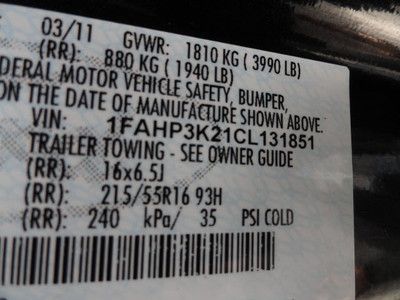 03/11 GVWR: 1810 KG ( 3990 LB)
(RR): 880 KG ( 1940 LB)
FEDERAL MOTOR VEHICLE SAFETY, BUMPER,
ON THE DATE OF MANUFACTURE SHOWN ABOVE.
VIN: 1FAHP3K21CL131851
TRAILER TOWING - SEE OWNER GUIDE
(RR): 16x6.5J
(RR): 215/55R16 93H
(RR): 240 kPa/ 35 PSI COLD